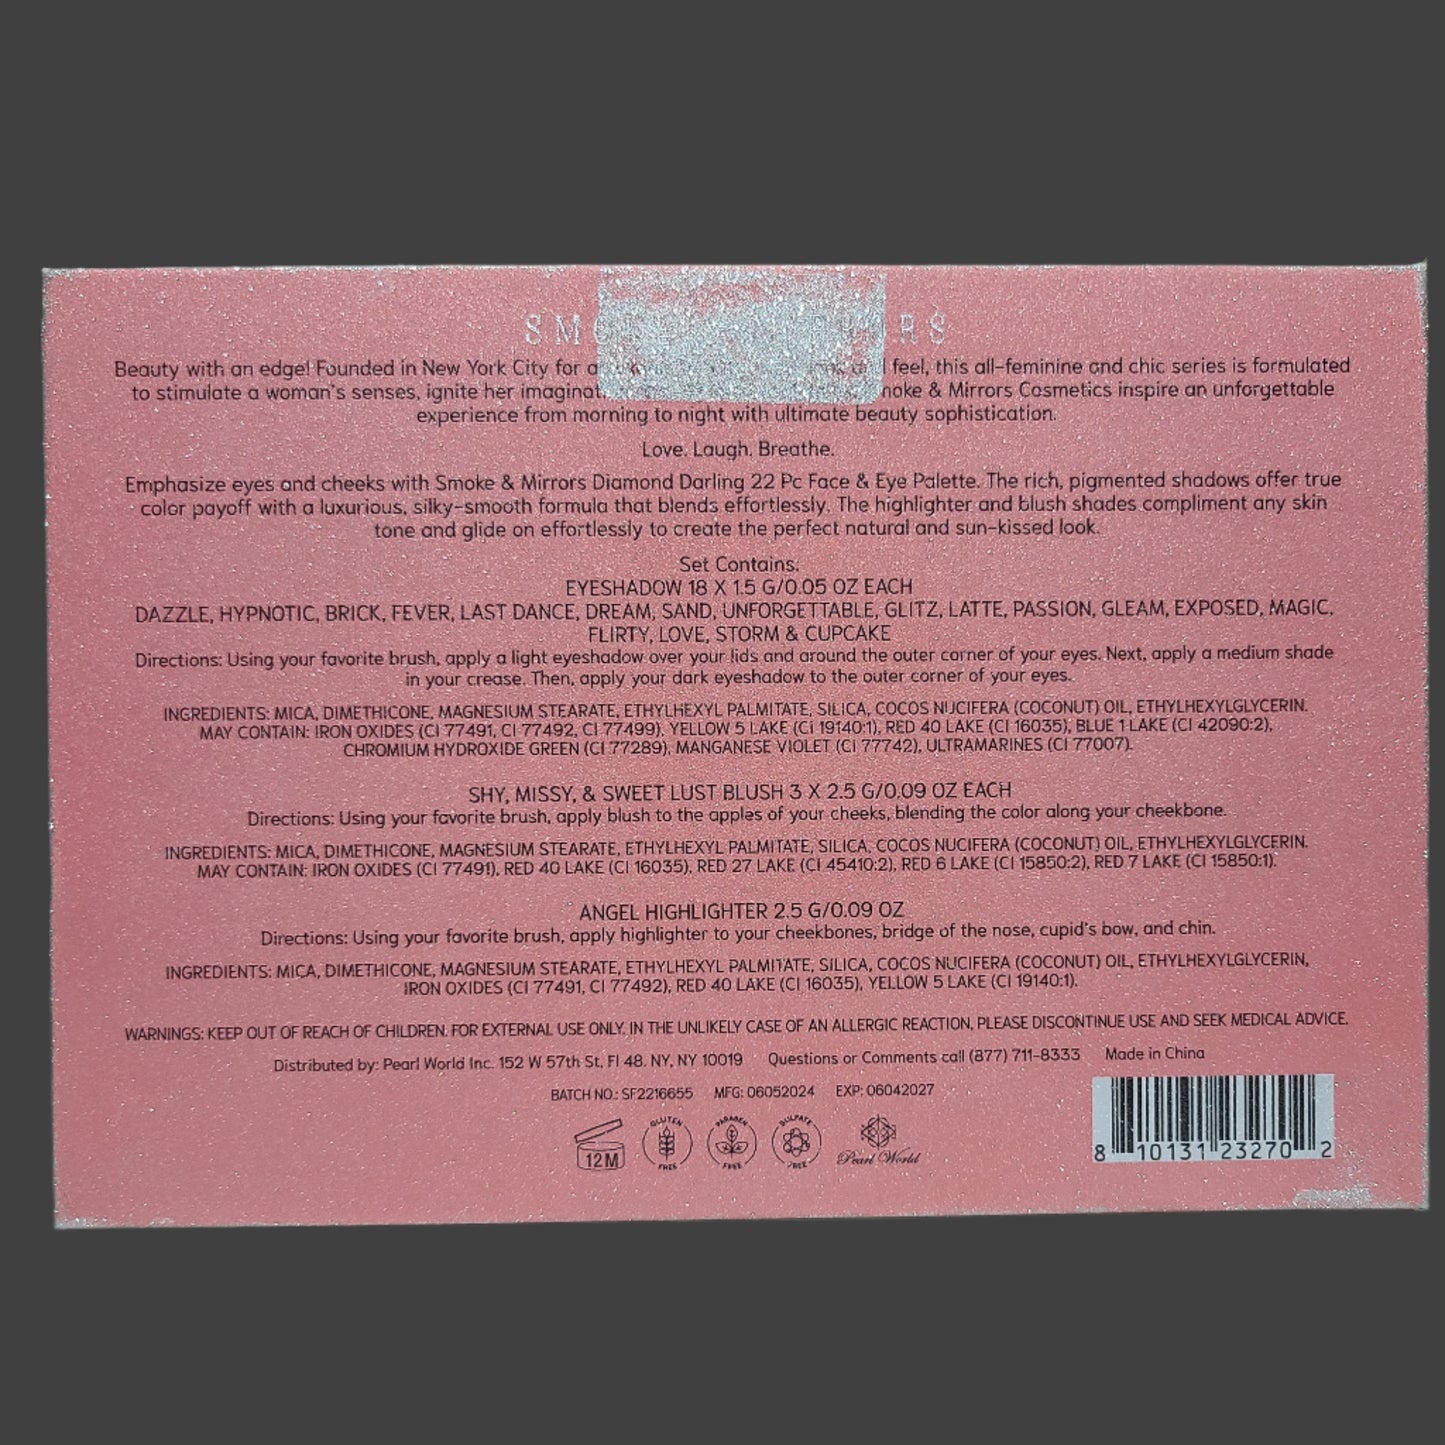 SM RS
Beauty with an edge! Founded in New York City for a feel, this all-feminine and chic series is formulated
to stimulate a woman's senses, ignite her & Mirrors Cosmetics inspire an unforgettable
experience from morning to night with ultimate beauty sophistication.
Love. Laugh. Breathe.
Emphasize eyes and cheeks with Smoke & Mirrors Diamond Darling 22 Pc Face & Eye Palette. The rich, pigmented shadows offer true
color payoff with a luxurious, silky-smooth formula that blends effortlessly. The highlighter and blush shades compliment any skin
tone and glide on effortlessly to create the perfect natural and sun-kissed look.
Set Contains:
EYESHADOW 18 X 1.5 G/0.05 OZ EACH
DAZZLE, HYPNOTIC, BRICK, FEVER, LAST DANCE, DREAM, SAND, UNFORGETTABLE, GLITZ, LATTE, PASSION, GLEAM, EXPOSED, MAGIC,
FLIRTY, LOVE, STORM & CUPCAKE
Directions: Using your favorite brush, apply a light eyeshadow over your lids and around the outer corner of your eyes. Next, apply a medium shade
in your crease. Then, apply your dark eyeshadow to the outer corner of your eyes.
INGREDIENTS: MICA, DIMETHICONE, MAGNESIUM STEARATE, ETHYLHEXYL PALMITATE, SILICA, COCOS NUCIFERA (COCONUT) OIL, ETHYLHEXYLGLYCERIN.
MAY CONTAIN: IRON OXIDES (CI 77491, CI 77492, CI 77499), YELLOW 5 LAKE (CI 19140:1), RED 40 LAKE (CI 16035), BLUE 1 LAKE (CI 42090:2),
CHROMIUM HYDROXIDE GREEN (CI 77289), MANGANESE VIOLET (CI 77742), ULTRAMARINES (CI 77007).
SHY, MISSY, & SWEET LUST BLUSH 3 X 2.5 G/0.09 OZ EACH
Directions: Using your favorite brush, apply blush to the apples of your cheeks, blending the color along your cheekbone.
INGREDIENTS: MICA, DIMETHICONE, MAGNESIUM STEARATE, ETHYLHEXYL PALMITATE, SILICA, COCOS NUCIFERA (COCONUT) OIL, ETHYLHEXYLGLYCERIN.
MAY CONTAIN: IRON OXIDES (CI 77491), RED 40 LAKE (CI 16035), RED 27 LAKE (CI 45410:2), RED 6 LAKE (CI 15850:2), RED 7 LAKE (CI 15850:1).
ANGEL HIGHLIGHTER 2.5 G/0.09 OZ
Directions: Using your favorite brush, apply highlighter to your cheekbones, bridge of the nose, cupid's bow, and chin.
INGREDIENTS: MICA, DIMETHICONE, MAGNESIUM STEARATE, ETHYLHEXYL PALMITATE, SILICA, COCOS NUCIFERA (COCONUT) OIL, ETHYLHEXYLGLYCERIN,
IRON OXIDES (CI 77491, CI 77492), RED 40 LAKE (CI 16035), YELLOW 5 LAKE (CI 19140:1).
WARNINGS: KEEP OUT OF REACH OF CHILDREN. FOR EXTERNAL USE ONLY. IN THE UNLIKELY CASE OF AN ALLERGIC REACTION, PLEASE DISCONTINUE USE AND SEEK MEDICAL ADVICE.
Distributed by: Pearl World Inc. 152 W 57th St, Fl 48. NY, NY 10019 Questions or Comments call (877) 711-8333 Made in China
BATCH NO.: SF2216655 MFG: 06052024 EXP: 06042027
12M GLUTEN FREE PARABEN FREE SULFATE FREE Pearl World
8 10131 23270 2